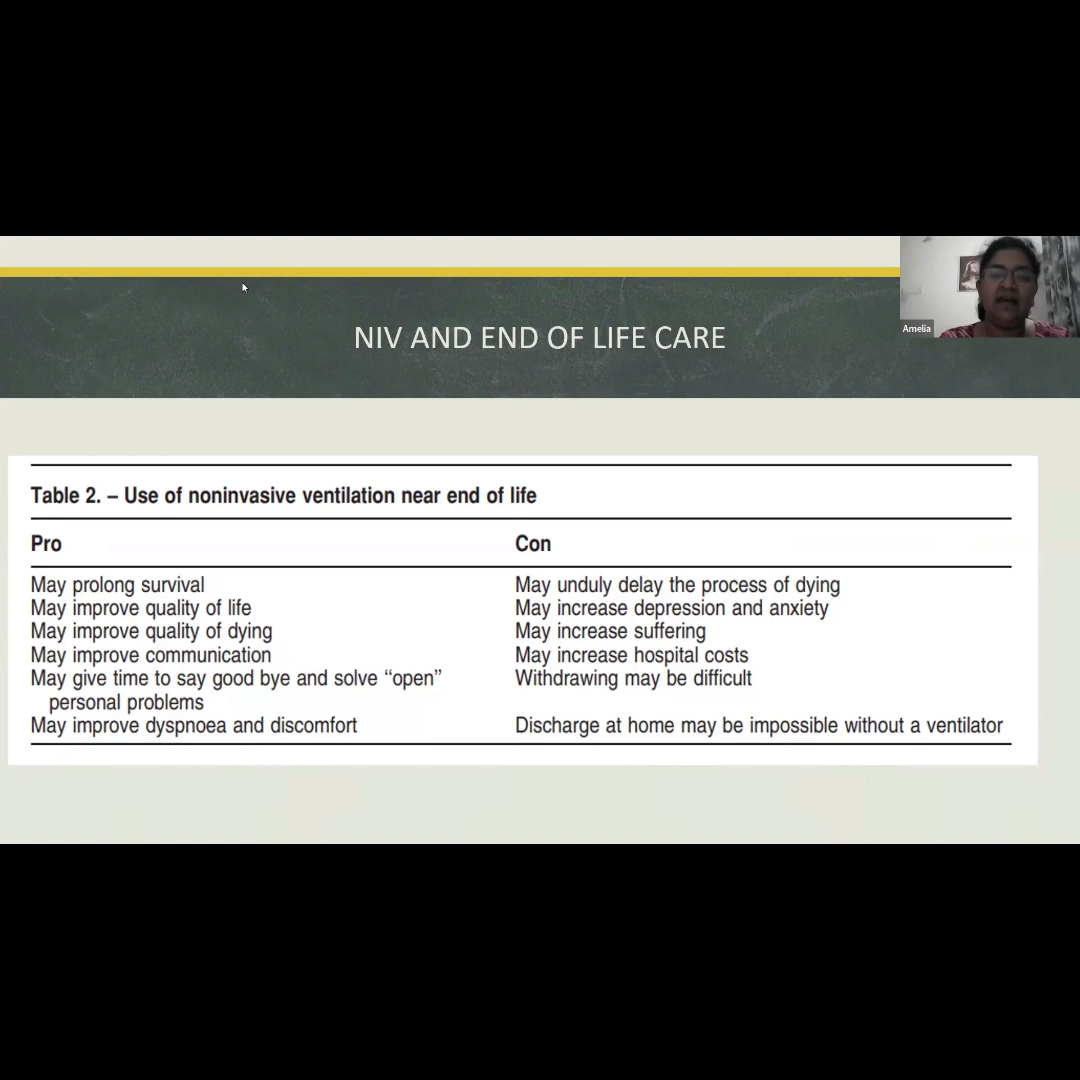 NIV AND END OF LIFE CARE
Amelia
Table 2. – Use of noninvasive ventilation near end of life
Pro Con
May prolong survival May unduly delay the process of dying
May improve quality of life May increase depression and anxiety
May improve quality of dying May increase suffering
May improve communication May increase hospital costs
May give time to say good bye and solve “open” Withdrawing may be difficult
personal problems
May improve dyspnoea and discomfort Discharge at home may be impossible without a ventilator